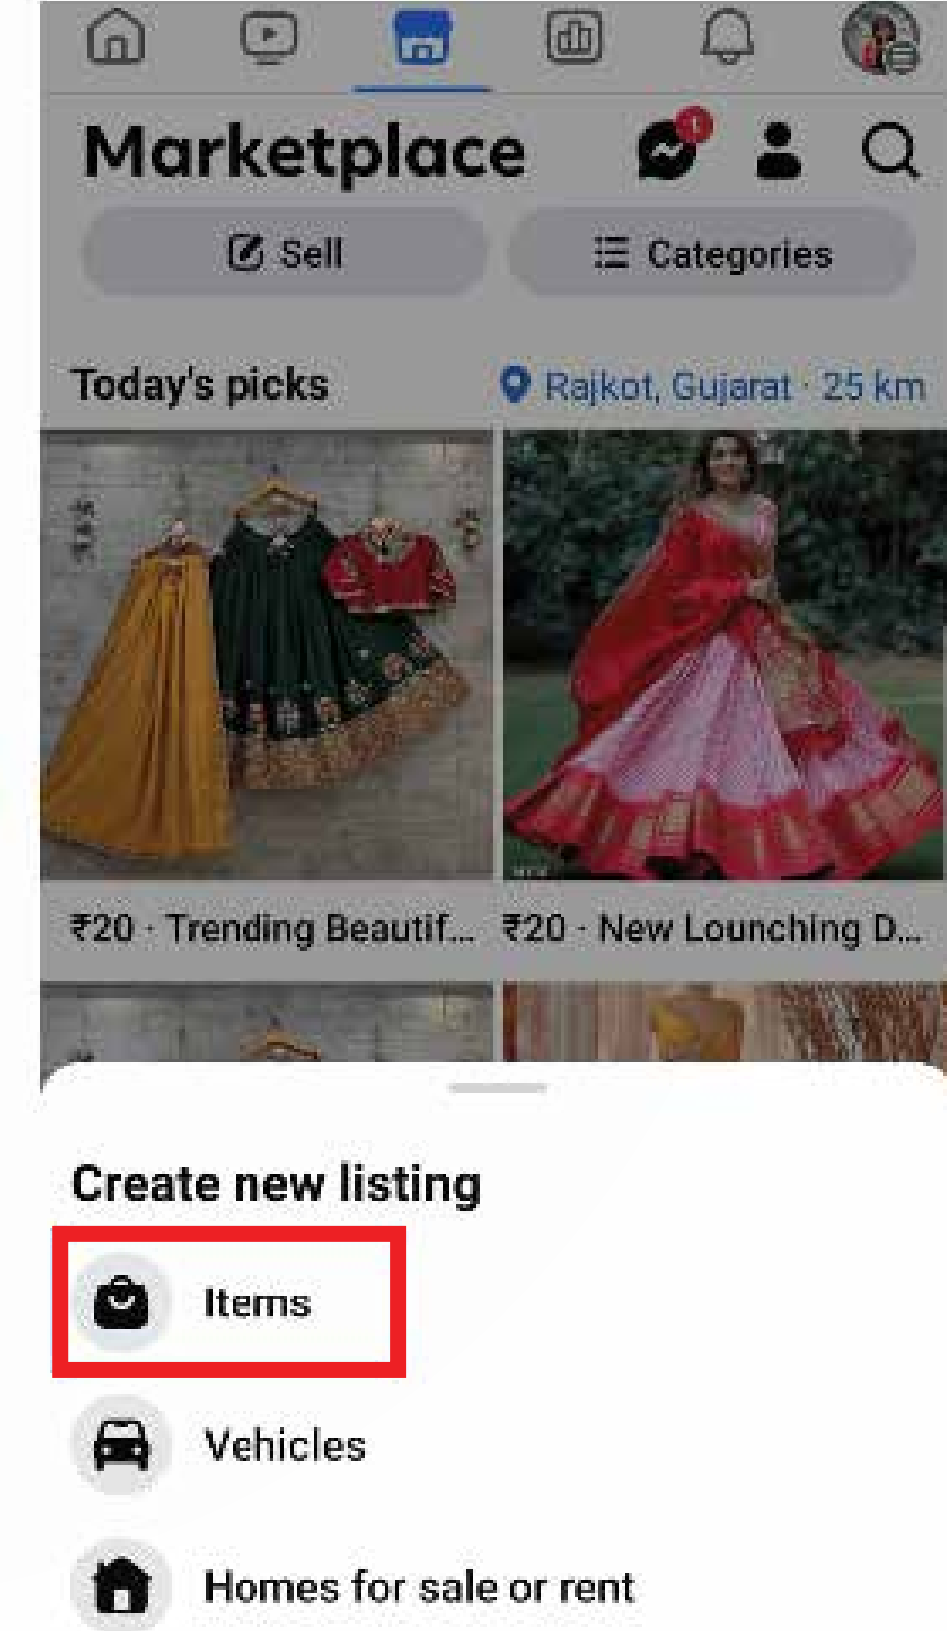 Marketplace
1
Sell
Categories
Today's picks
Rajkot, Gujarat · 25 km
₹20 · Trending Beautif...
₹20 · New Lounching D...
Create new listing
Items
Vehicles
Homes for sale or rent